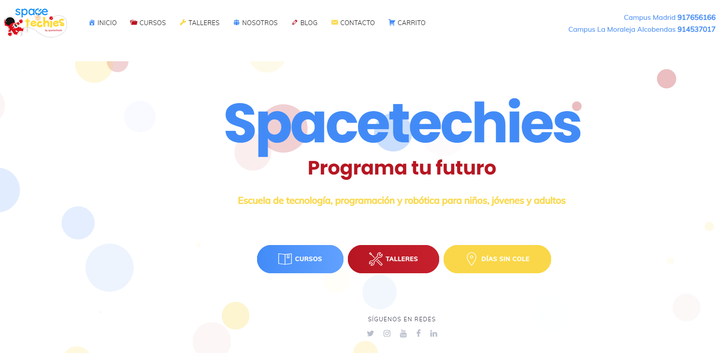 space
techies
INICIO CURSOS TALLERES NOSOTROS BLOG CONTACTO CARRITO
Campus Madrid 917656166
Campus La Moraleja Alcobendas 914537017
Spacetechies
Programa tu futuro
Escuela de tecnología, programación y robótica para niños, jóvenes y adultos
CURSOS TALLERES DÍAS SIN COLE
SÍGUENOS EN REDES